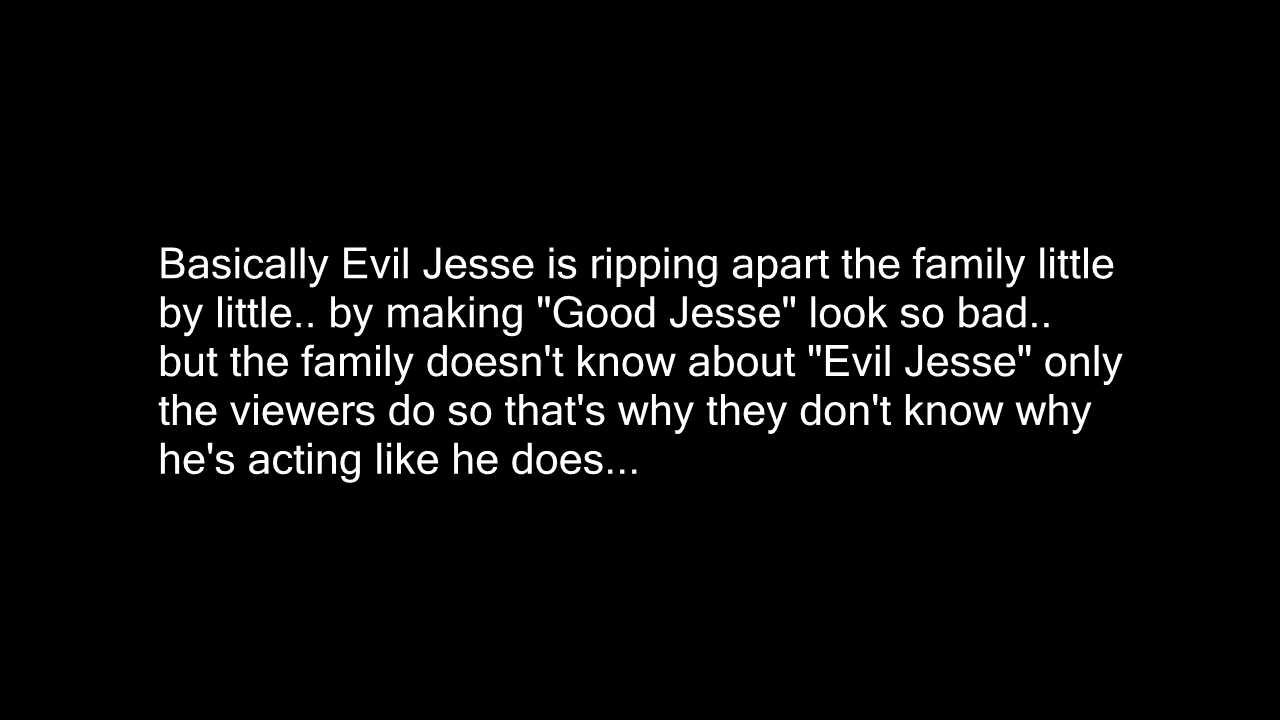 Basically Evil Jesse is ripping apart the family little
by little.. by making "Good Jesse" look so bad..
but the family doesn't know about "Evil Jesse" only
the viewers do so that's why they don't know why
he's acting like he does...